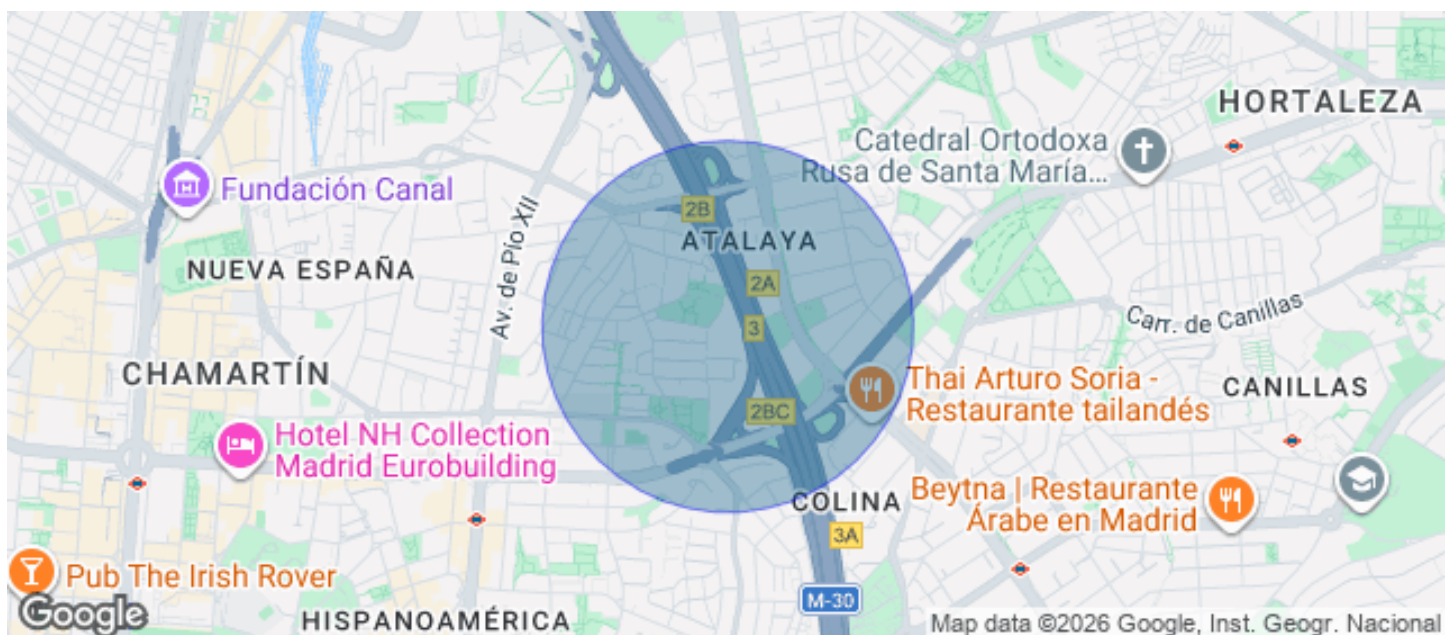 HORTALEZA
Catedral Ortodoxa
Rusa de Santa María...
Fundación Canal
2B
ATALAYA
NUEVA ESPAÑA
Av. de Pío XII
2A
3
Carr. de Canillas
CHAMARTÍN
Thai Arturo Soria -
Restaurante tailandés
CANILLAS
2BC
Hotel NH Collection
Madrid Eurobuilding
COLINA
Beytna | Restaurante
Árabe en Madrid
3A
Pub The Irish Rover
M-30
Google
HISPANOAMÉRICA
Map data ©2026 Google, Inst. Geogr. Nacional